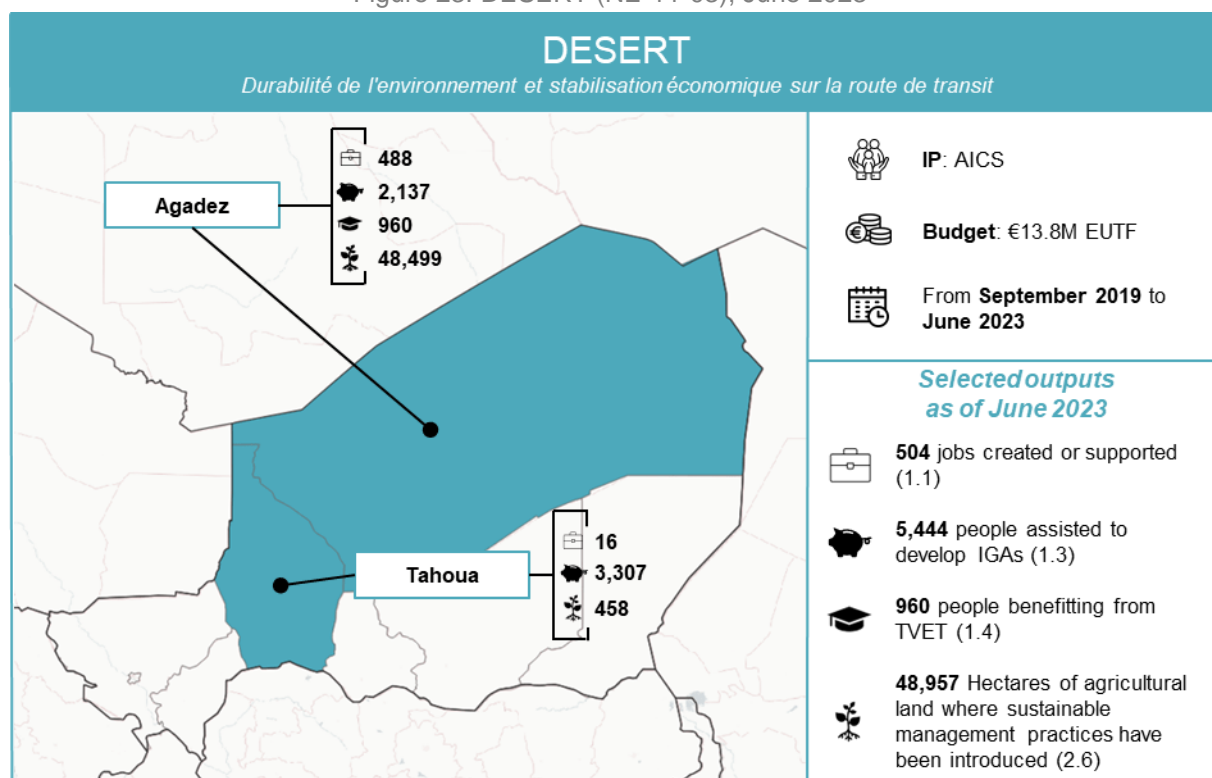 Figure DESERT June 2023
DESERT
Durabilité de l'environnement et stabilisation économique sur la route de transit
Agadez
488
2,137
960
48,499
Tahoua
16
3,307
458
IP: AICS
Budget: €13.8M EUTF
From September 2019 to
June 2023
Selected outputs
as of June 2023
504 jobs created or supported
(1.1)
5,444 people assisted to
develop IGAs (1.3)
960 people benefitting from
TVET (1.4)
48,957 Hectares of agricultural
land where sustainable
management practices have
been introduced (2.6)